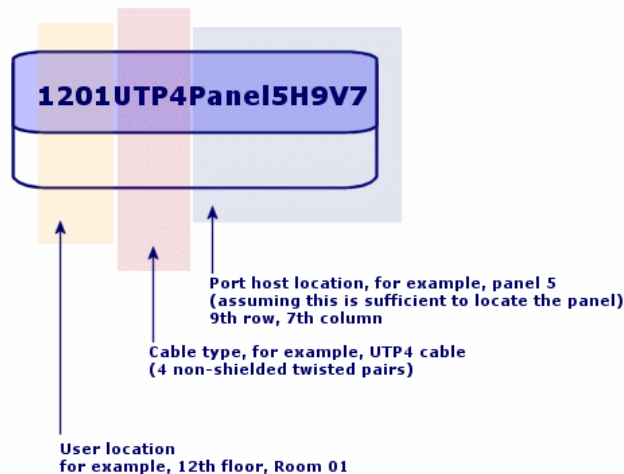 1201UTP4Panel5H9V7
Port host location, for example, panel 5
(assuming this is sufficient to locate the panel)
9th row, 7th column
Cable type, for example, UTP4 cable
(4 non-shielded twisted pairs)
User location
for example, 12th floor, Room 01